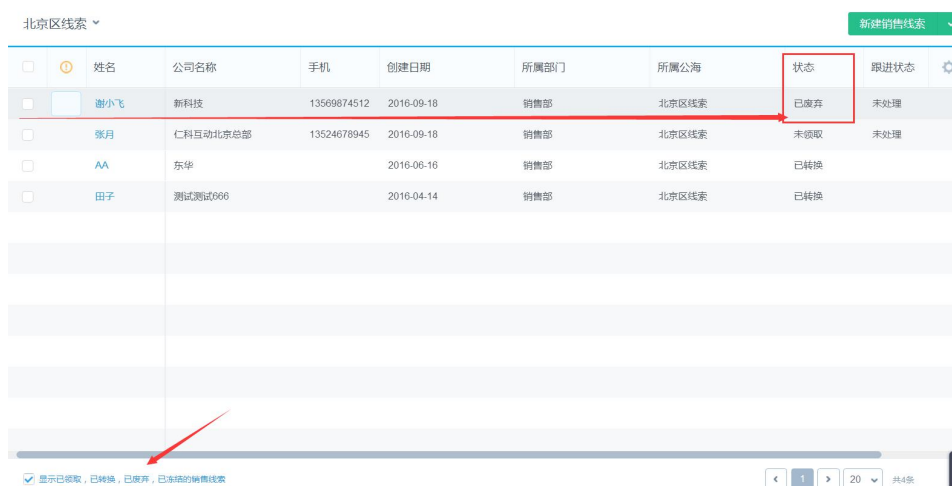 北京区线索
新建销售线索
姓名 公司名称 手机 创建日期 所属部门 所属公海 状态 跟进状态
谢小飞 新科技 13569874512 2016-09-18 销售部 北京区线索 已废弃 未处理
张月 仁科互动北京总部 13524678945 2016-09-18 销售部 北京区线索 未领取 未处理
AA 东华 2016-06-16 销售部 北京区线索 已转换
田子 测试测试666 2016-04-14 销售部 北京区线索 已转换
显示已领取，已转换，已废弃，已冻结的销售线索
1 20 共4条